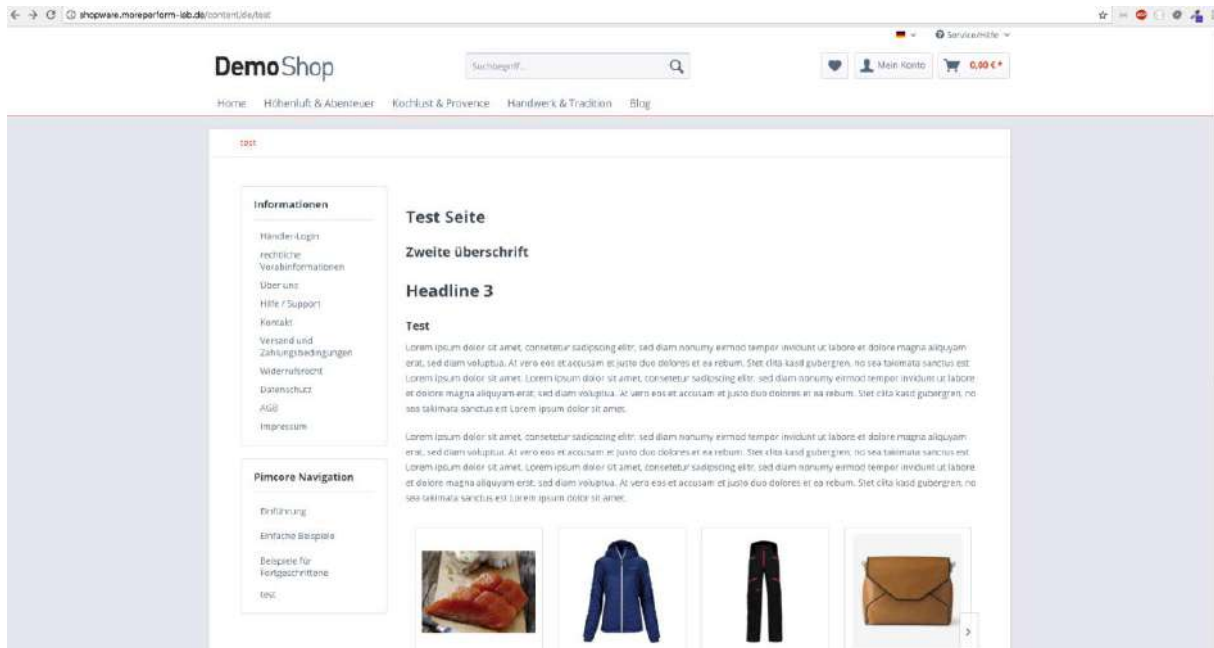 shopware.moreperform-lab.de/content/de/test
Service/Hilfe
DemoShop
Suchbegriff...
Mein Konto
0,00 € *
Home Höhenluft & Abenteuer Kochlust & Provence Handwerk & Tradition Blog
test
Informationen
Händler-Login
rechtliche
Vorabinformationen
Über uns
Hilfe / Support
Kontakt
Versand und
Zahlungsbedingungen
Widerrufsrecht
Datenschutz
AGB
Impressum
Pimcore Navigation
Einführung
Einfache Beispiele
Beispiele für
Fortgeschrittene
test
Test Seite
Zweite überschrift
Headline 3
Test
Lorem ipsum dolor sit amet, consetetur sadipscing elitr, sed diam nonumy eirmod tempor invidunt ut labore et dolore magna aliquyam
erat, sed diam voluptua. At vero eos et accusam et justo duo dolores et ea rebum. Stet clita kasd gubergren, no sea takimata sanctus est
Lorem ipsum dolor sit amet. Lorem ipsum dolor sit amet, consetetur sadipscing elitr, sed diam nonumy eirmod tempor invidunt ut labore
et dolore magna aliquyam erat, sed diam voluptua. At vero eos et accusam et justo duo dolores et ea rebum. Stet clita kasd gubergren, no
sea takimata sanctus est Lorem ipsum dolor sit amet.
Lorem ipsum dolor sit amet, consetetur sadipscing elitr, sed diam nonumy eirmod tempor invidunt ut labore et dolore magna aliquyam
erat, sed diam voluptua. At vero eos et accusam et justo duo dolores et ea rebum. Stet clita kasd gubergren, no sea takimata sanctus est
Lorem ipsum dolor sit amet. Lorem ipsum dolor sit amet, consetetur sadipscing elitr, sed diam nonumy eirmod tempor invidunt ut labore
et dolore magna aliquyam erat, sed diam voluptua. At vero eos et accusam et justo duo dolores et ea rebum. Stet clita kasd gubergren, no
sea takimata sanctus est Lorem ipsum dolor sit amet.